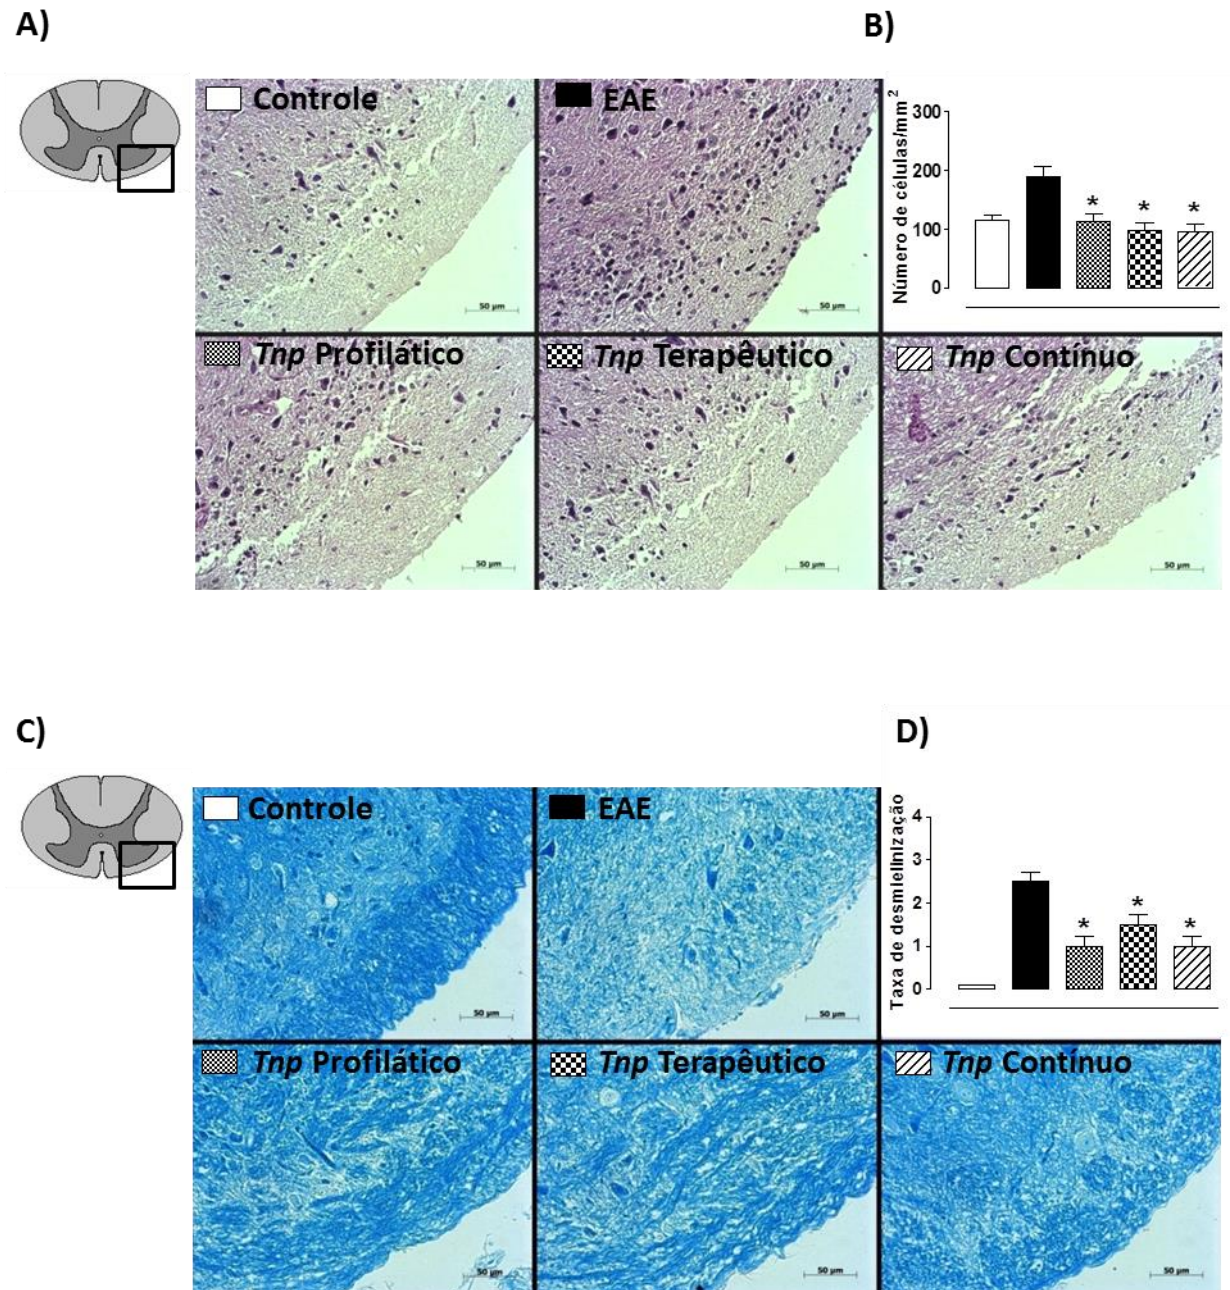 A)
B)
Controle
EAE
Número de células/mm 2
300
200
100
0
*
*
*
50 µm
50 µm
Tnp Profilático
Tnp Terapêutico
Tnp Contínuo
50 µm
50 µm
50 µm
C)
D)
Controle
EAE
Taxa de desmielinização
4
3
2
1
0
*
*
*
50 µm
50 µm
Tnp Profilático
Tnp Terapêutico
Tnp Contínuo
50 µm
50 µm
50 µm